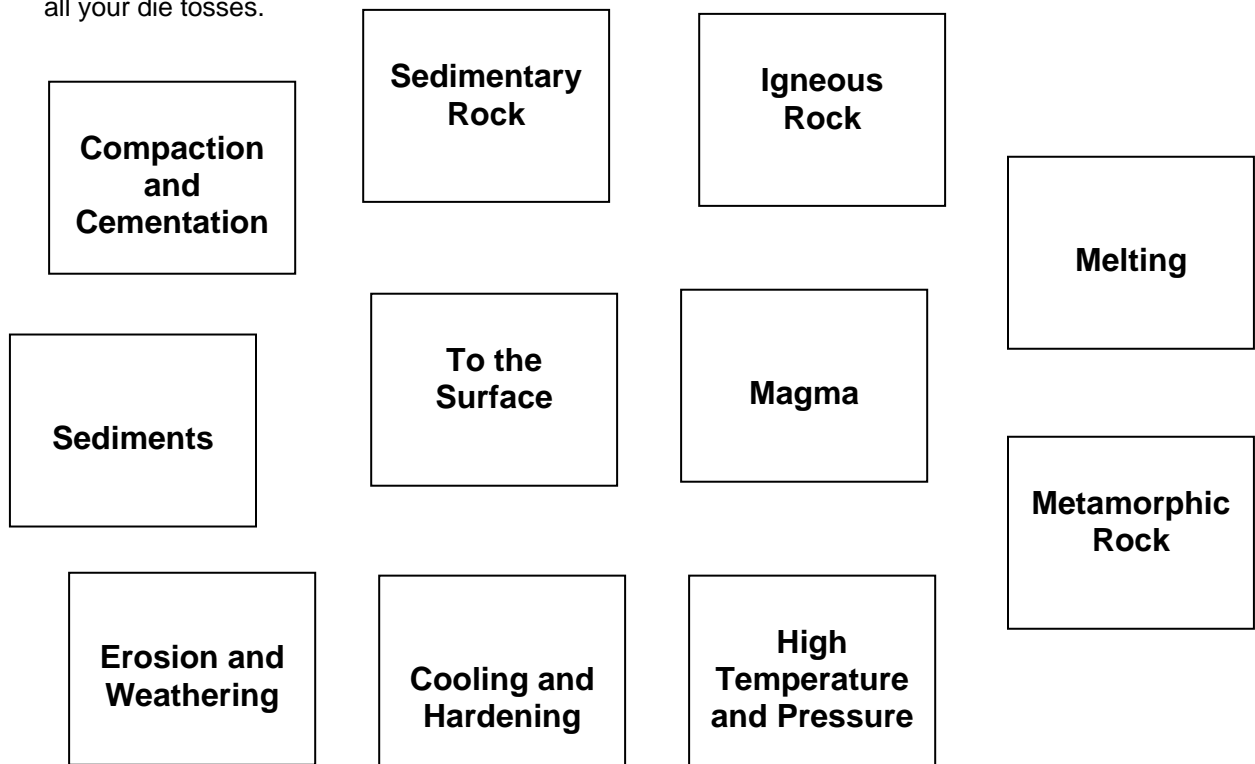 all your die tosses.
Sedimentary
Rock
Igneous
Rock
Compaction
and
Cementation
Melting
To the
Surface
Magma
Sediments
Metamorphic
Rock
Erosion and
Weathering
Cooling and
Hardening
High
Temperature
and Pressure